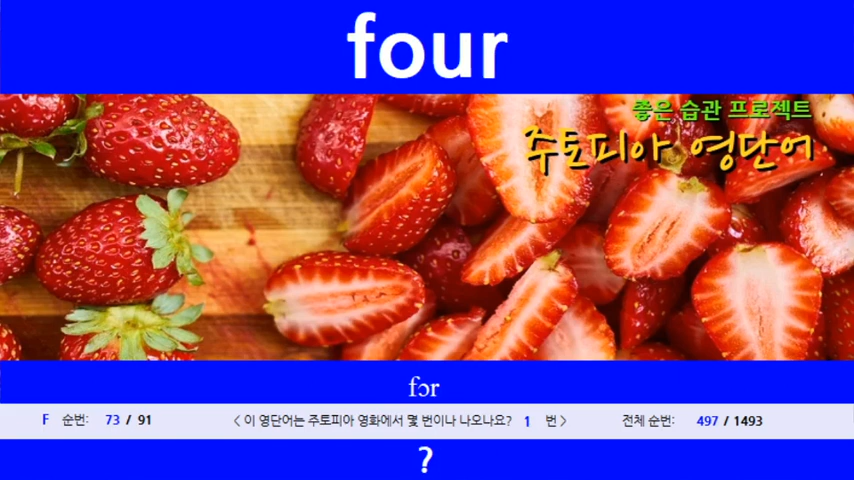 four
좋은 습관 프로젝트
주토피아 영단어
fɔr
F 순번: 73 / 91 < 이 영단어는 주토피아 영화에서 몇 번이나 나오나요? 1 번 > 전체 순번: 497 / 1493
?